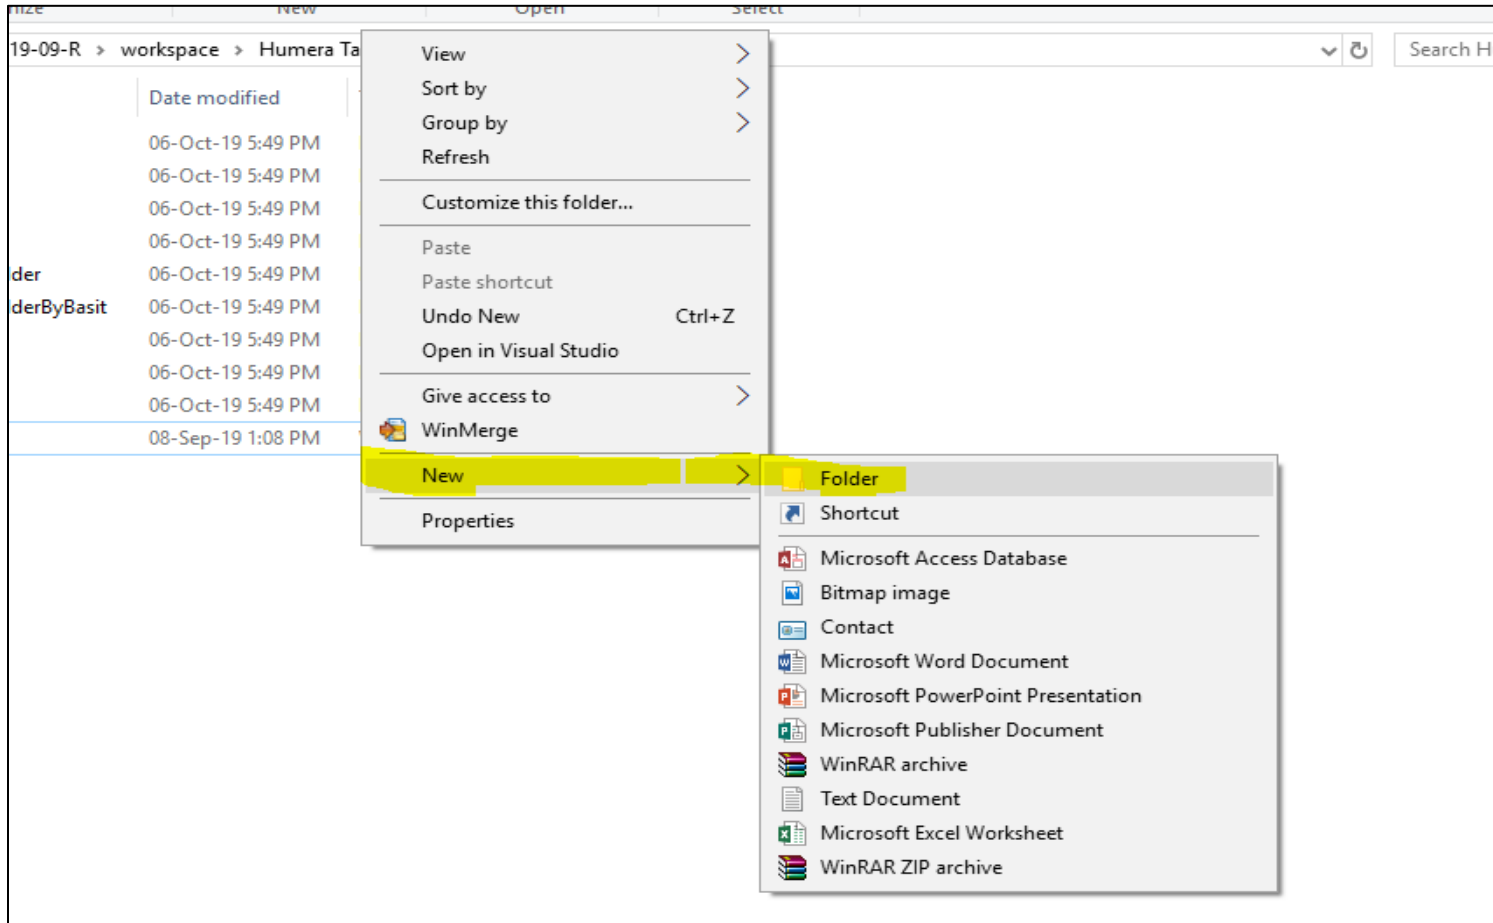 New Open Select
19-09-R > workspace > Humera Ta
Search H
Date modified
06-Oct-19 5:49 PM
06-Oct-19 5:49 PM
06-Oct-19 5:49 PM
06-Oct-19 5:49 PM
der 06-Oct-19 5:49 PM
derByBasit 06-Oct-19 5:49 PM
06-Oct-19 5:49 PM
06-Oct-19 5:49 PM
06-Oct-19 5:49 PM
08-Sep-19 1:08 PM
View
Sort by
Group by
Refresh
Customize this folder...
Paste
Paste shortcut
Undo New Ctrl+Z
Open in Visual Studio
Give access to
WinMerge
New
Properties
Folder
Shortcut
Microsoft Access Database
Bitmap image
Contact
Microsoft Word Document
Microsoft PowerPoint Presentation
Microsoft Publisher Document
WinRAR archive
Text Document
Microsoft Excel Worksheet
WinRAR ZIP archive